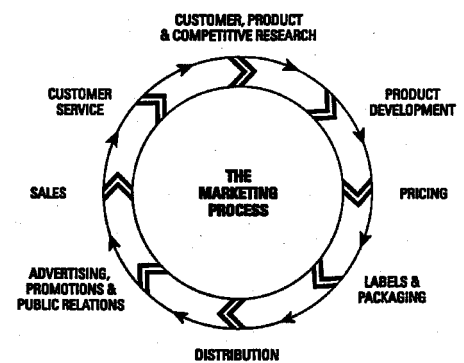 CUSTOMER, PRODUCT
& COMPETITIVE RESEARCH
PRODUCT
DEVELOPMENT
PRICING
LABELS &
PACKAGING
DISTRIBUTION
ADVERTISING,
PROMOTIONS &
PUBLIC RELATIONS
SALES
CUSTOMER
SERVICE
THE
MARKETING
PROCESS